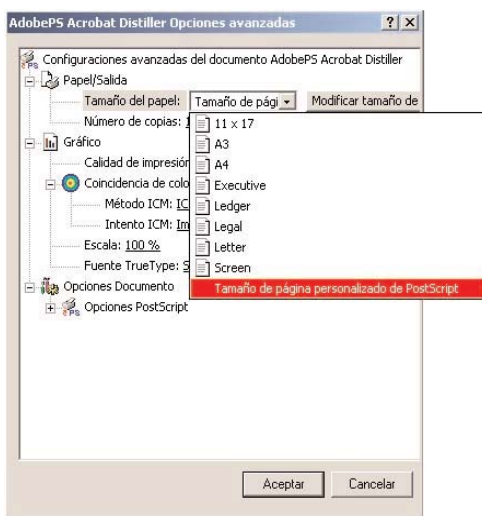 AdobePS Acrobat Distiller Opciones avanzadas
Configuraciones avanzadas del documento AdobePS Acrobat Distiller
Papel/Salida
Tamaño del papel: Tamaño de pági Modificar tamaño de
Número de copias:
11 x 17
Gráfico
A3
Calidad de impresión
A4
Coincidencia de colo
Executive
Método ICM: IC
Ledger
Intento ICM: Im
Legal
Escala: 100 %
Letter
Fuente TrueType: S
Screen
Opciones Documento
Tamaño de página personalizado de PostScript
Opciones PostScript
Aceptar Cancelar